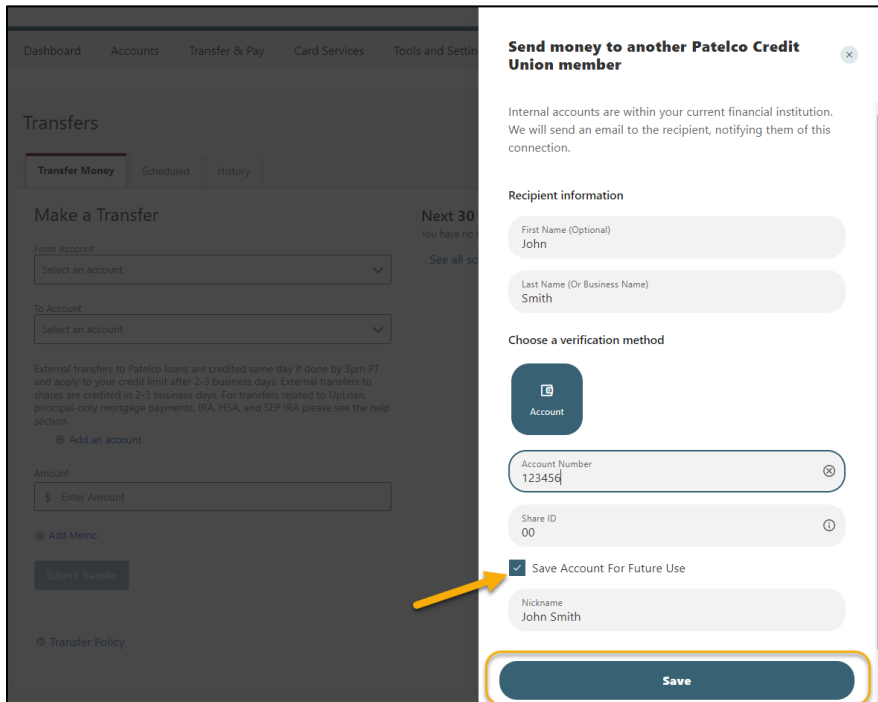 Dashboard Accounts Transfer & Pay Card Services Tools and Settin
Transfers
Transfer Money Scheduled History
Make a Transfer
From Account
Select an account
To Account
Select an account
External transfers to Patelco loans are credited same day if done by 3pm PT
and apply to your credit limit after 2-3 business days. External transfers to
shares are credited in 2-3 business days. For transfers related to UpLoan,
principal-only mortgage payments, IRA, HSA, and SEP IRA please see the help
section.
Add an account
Amount
$ Enter Amount
Add Memo
Submit Transfer
Transfer Policy
Next 30
You have no
See all sc
Send money to another Patelco Credit
Union member
Internal accounts are within your current financial institution.
We will send an email to the recipient, notifying them of this
connection.
Recipient information
First Name (Optional)
John
Last Name (Or Business Name)
Smith
Choose a verification method
Account
Account Number
123456
Share ID
00
Save Account For Future Use
Nickname
John Smith
Save